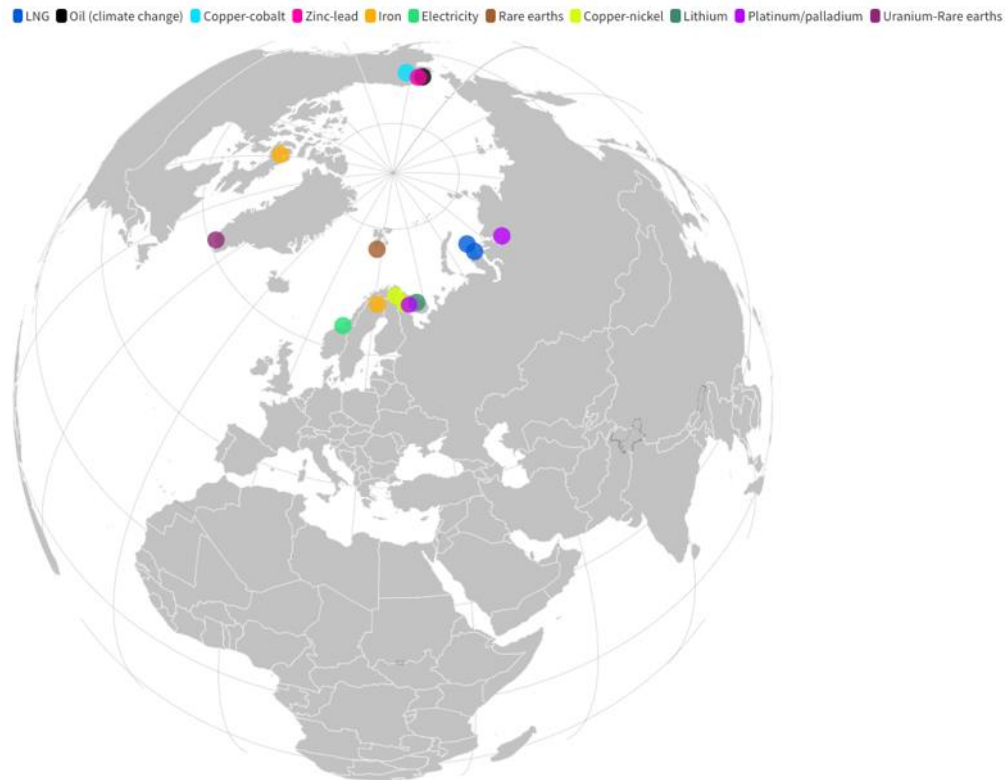 LNG Oil (climate change) Copper-cobalt Zinc-lead Iron Electricity Rare earths Copper-nickel Lithium Platinum/palladium Uranium-Rare earths